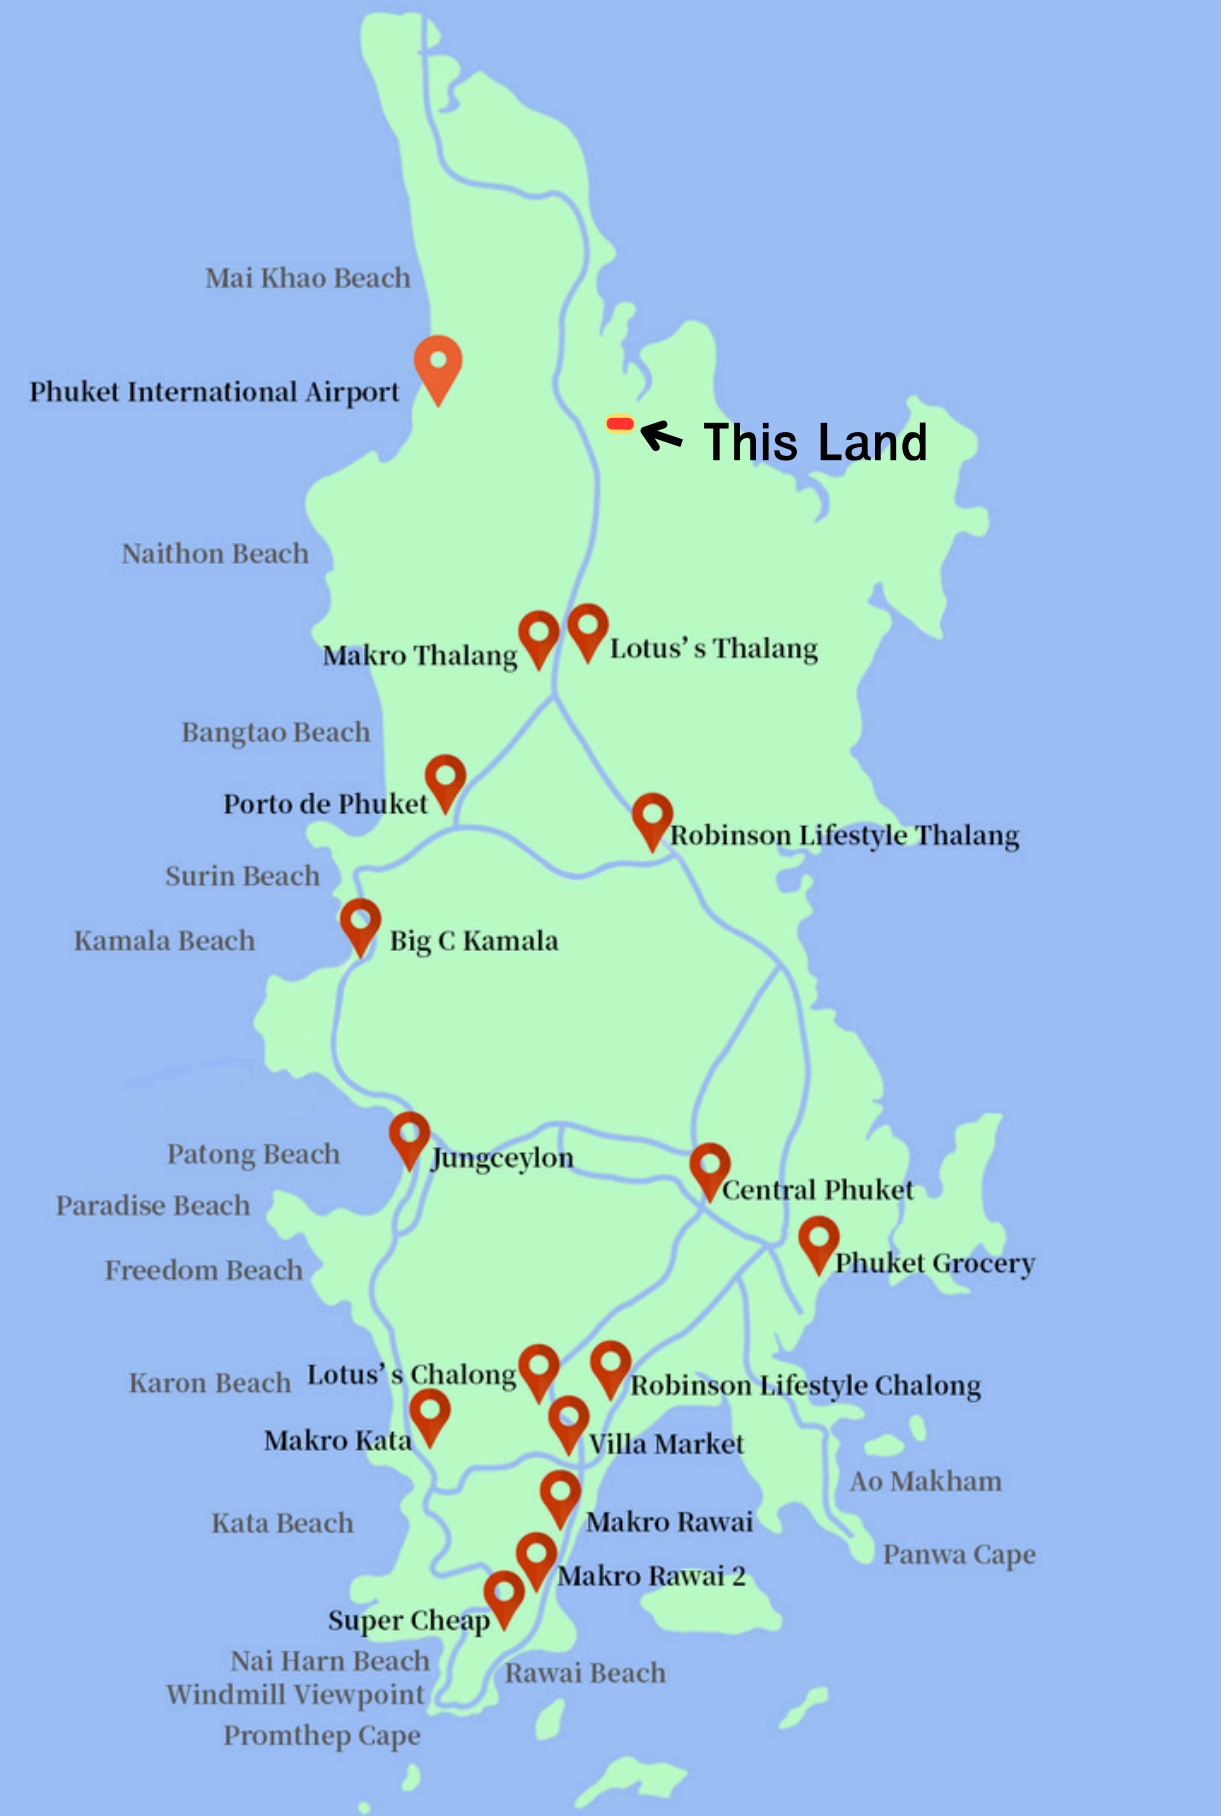 Mai Khao Beach
Phuket International Airport
This Land
Naithon Beach
Makro Thalang
Lotus’s Thalang
Bangtao Beach
Porto de Phuket
Robinson Lifestyle Thalang
Surin Beach
Kamala Beach
Big C Kamala
Patong Beach
Jungceylon
Central Phuket
Paradise Beach
Freedom Beach
Phuket Grocery
Karon Beach
Lotus’s Chalong
Robinson Lifestyle Chalong
Makro Kata
Villa Market
Ao Makham
Kata Beach
Makro Rawai
Panwa Cape
Makro Rawai 2
Super Cheap
Nai Harn Beach
Rawai Beach
Windmill Viewpoint
Promthep Cape